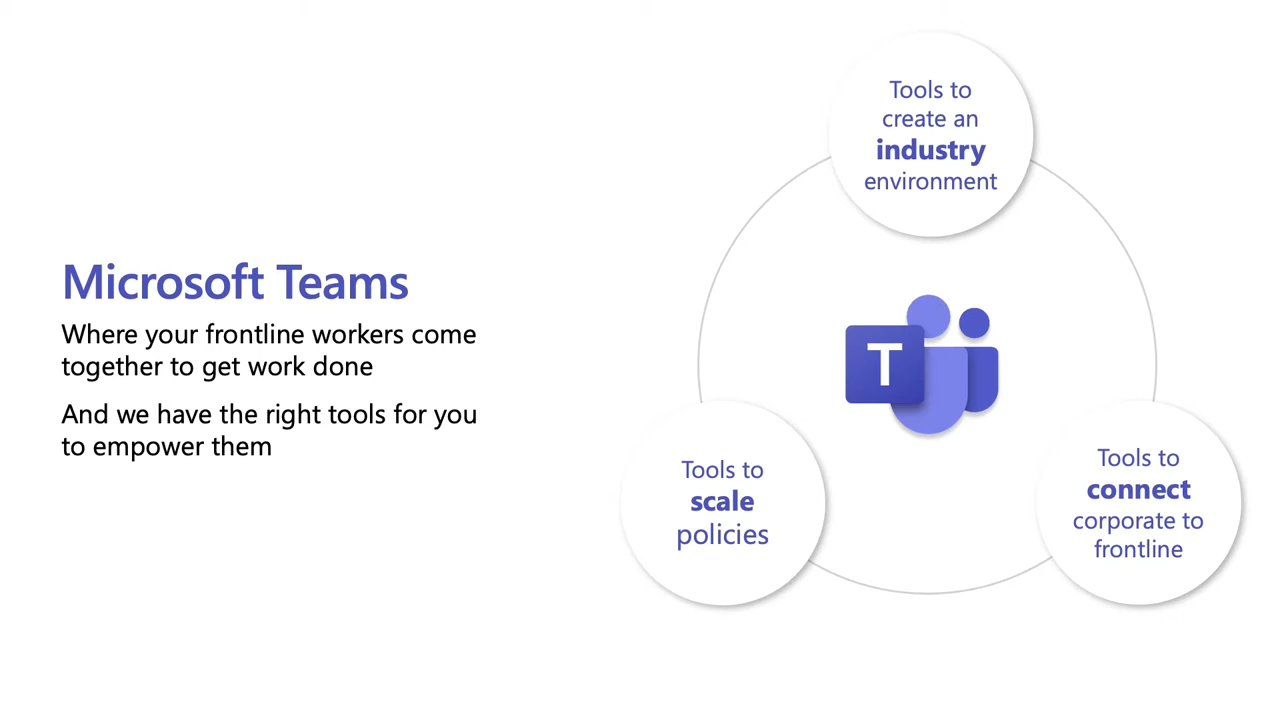 Microsoft Teams
Where your frontline workers come
together to get work done
And we have the right tools for you
to empower them
Tools to
create an
industry
environment
T
Tools to
scale
policies
Tools to
connect
corporate to
frontline